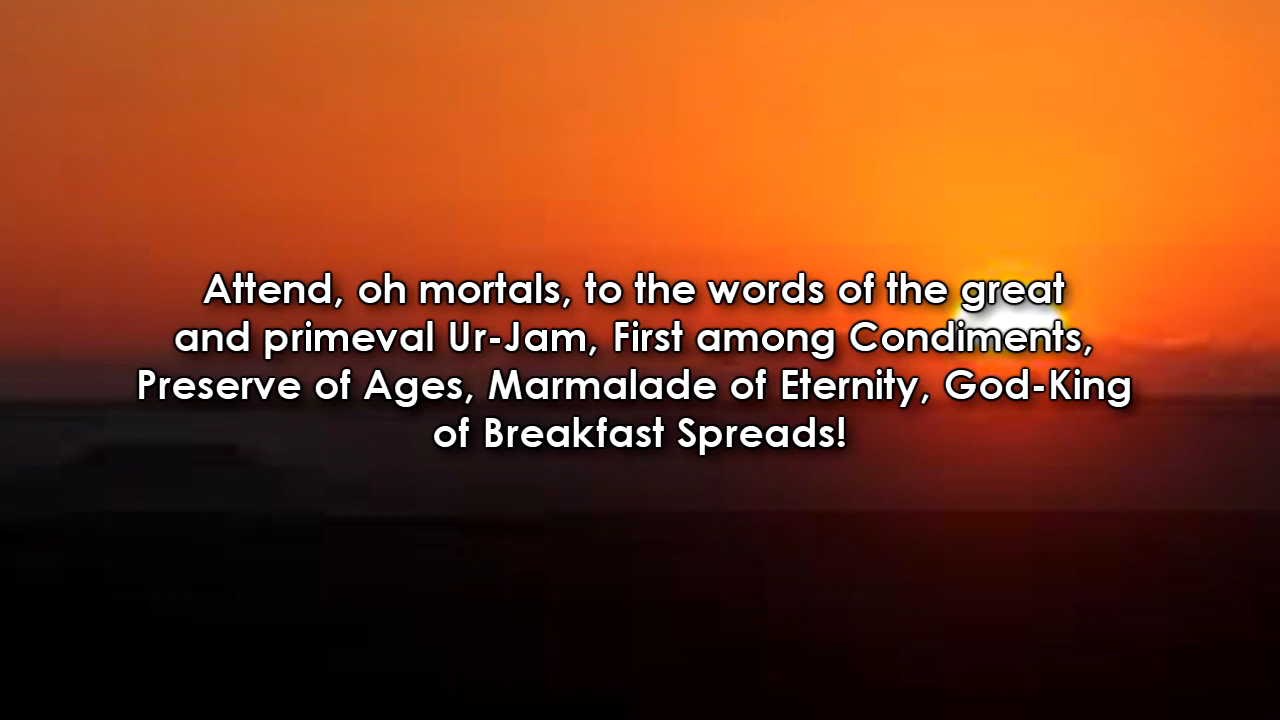 Attend, oh mortals, to the words of the great
and primeval Ur-Jam, First among Condiments,
Preserve of Ages, Marmalade of Eternity, God-King
of Breakfast Spreads!